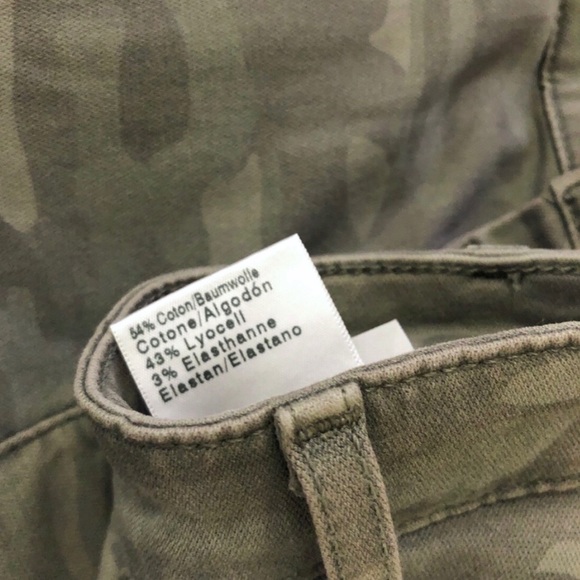 54% Coton/Baumwolle
Cotone/Algodón
43% Lyocell
3% Elasthanne
Elastan/Elastano